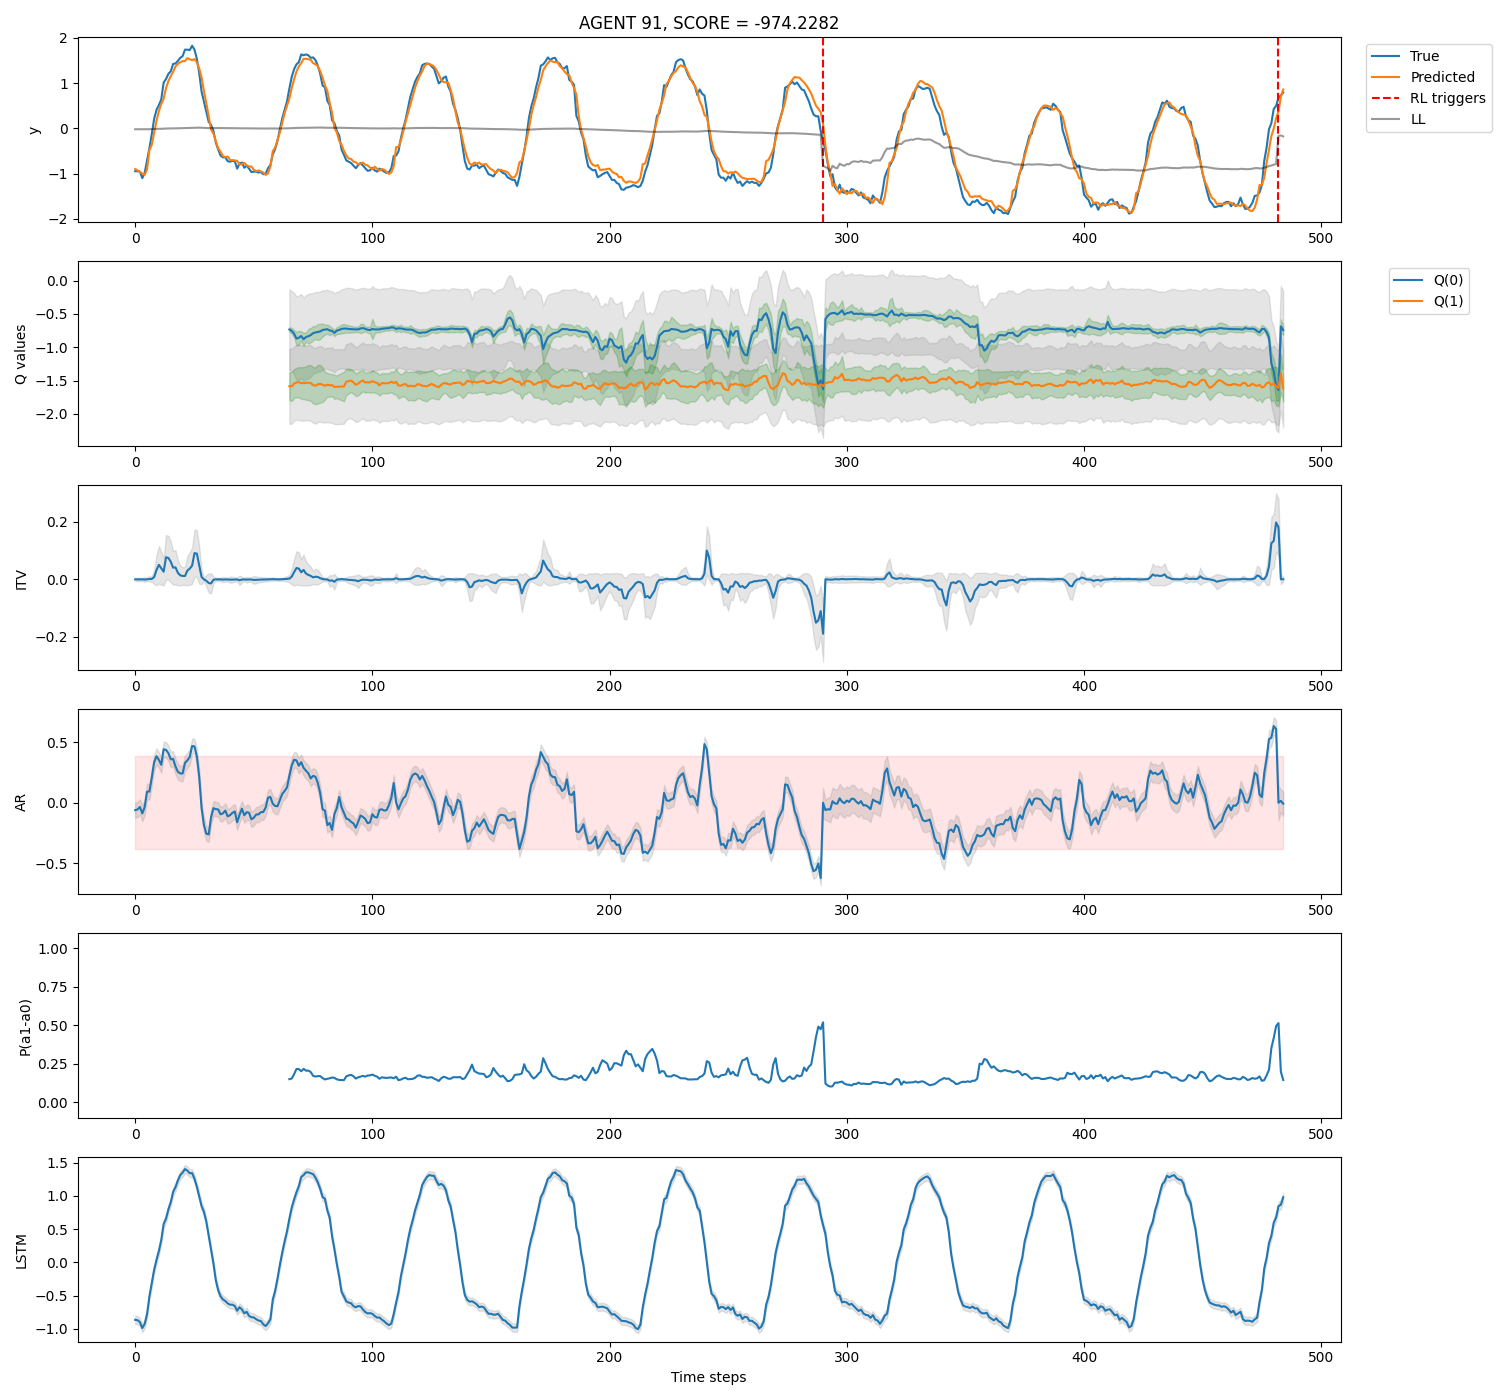 AGENT 91, SCORE = -974.2282
y
2
1
0
−1
−2
0 100 200 300 400 500
True
Predicted
RL triggers
LL
Q values
0.0
−0.5
−1.0
−1.5
−2.0
0 100 200 300 400 500
Q(0)
Q(1)
ITV
0.2
0.0
−0.2
0 100 200 300 400 500
AR
0.5
0.0
−0.5
0 100 200 300 400 500
P(a1-a0)
1.00
0.75
0.50
0.25
0.00
0 100 200 300 400 500
LSTM
1.5
1.0
0.5
0.0
−0.5
−1.0
0 100 200 300 400 500
Time steps